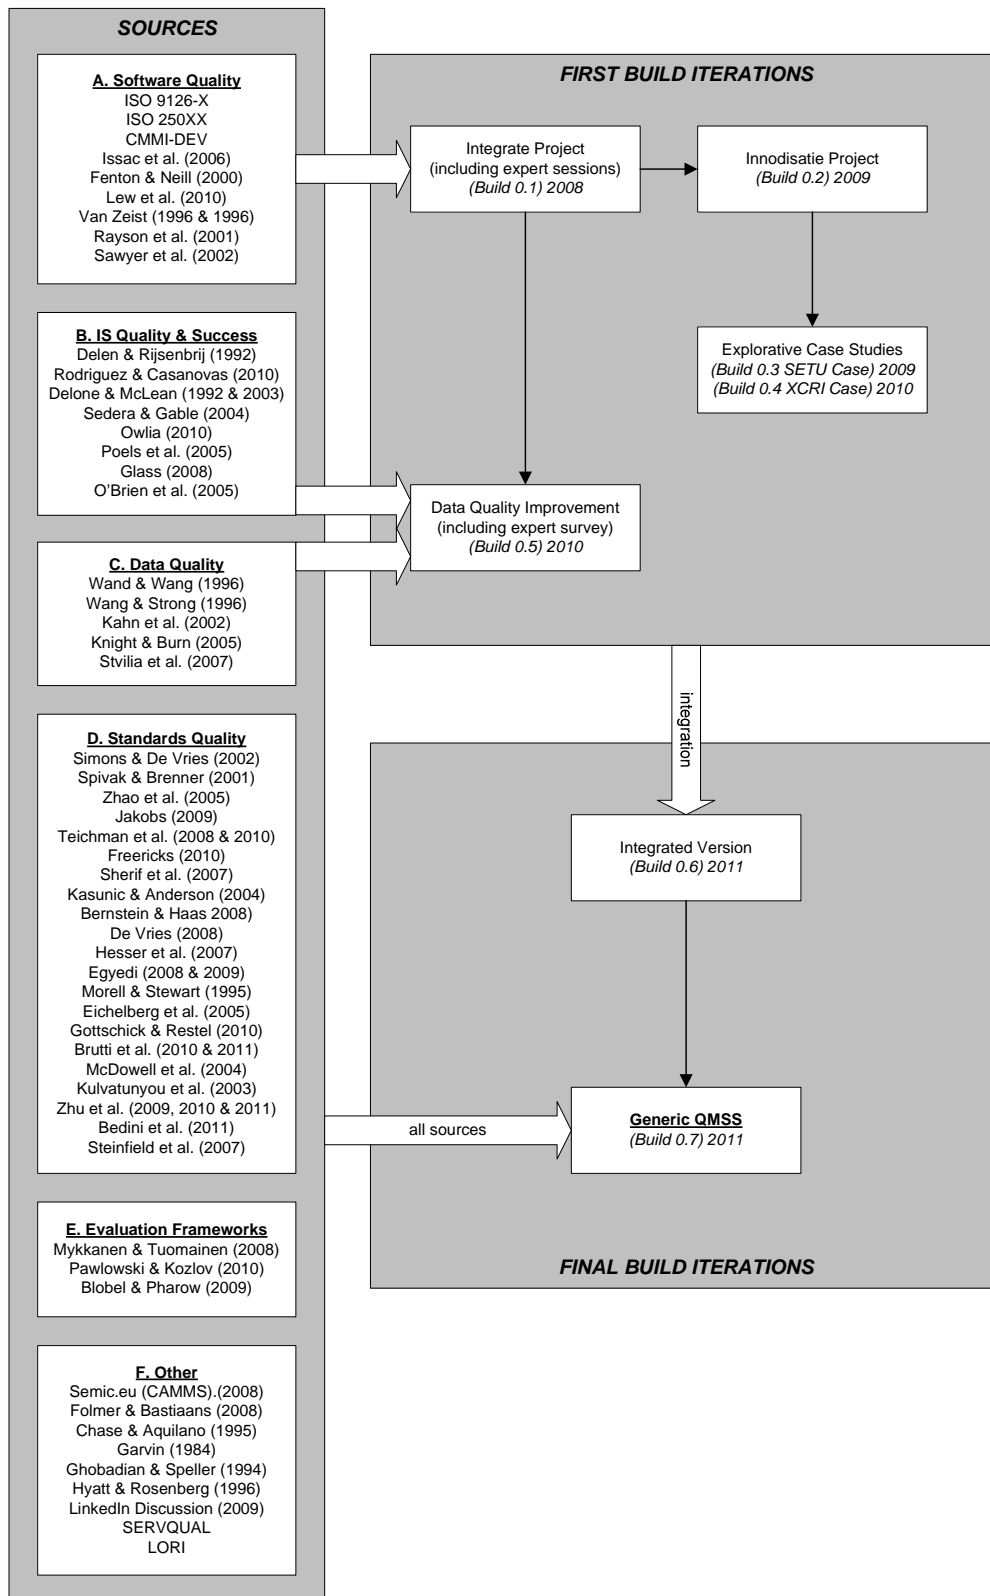 SOURCES
A. Software Quality
ISO 9126-X
ISO 250XX
CMMI-DEV
Issac et al. (2006)
Fenton & Neill (2000)
Lew et al. (2010)
Van Zeist (1996 & 1996)
Rayson et al. (2001)
Sawyer et al. (2002)
B. IS Quality & Success
Delen & Rijsenbrij (1992)
Rodriguez & Casanovas (2010)
Delone & McLean (1992 & 2003)
Sedera & Gable (2004)
Owlia (2010)
Poels et al. (2005)
Glass (2008)
O'Brien et al. (2005)
C. Data Quality
Wand & Wang (1996)
Wang & Strong (1996)
Kahn et al. (2002)
Knight & Burn (2005)
Stvilia et al. (2007)
D. Standards Quality
Simons & De Vries (2002)
Spivak & Brenner (2001)
Zhao et al. (2005)
Jakobs (2009)
Teichman et al. (2008 & 2010)
Freericks (2010)
Sherif et al. (2007)
Kasunic & Anderson (2004)
Bernstein & Haas 2008)
De Vries (2008)
Hesser et al. (2007)
Egyedi (2008 & 2009)
Morell & Stewart (1995)
Eichelberg et al. (2005)
Gottschick & Restel (2010)
Brutti et al. (2010 & 2011)
McDowell et al. (2004)
Kulvatunyou et al. (2003)
Zhu et al. (2009, 2010 & 2011)
Bedini et al. (2011)
Steinfield et al. (2007)
E. Evaluation Frameworks
Mykkanen & Tuomainen (2008)
Pawlowski & Kozlov (2010)
Blobel & Pharow (2009)
F. Other
Semic.eu (CAMMS).(2008)
Folmer & Bastiaans (2008)
Chase & Aquilano (1995)
Garvin (1984)
Ghobadian & Speller (1994)
Hyatt & Rosenberg (1996)
LinkedIn Discussion (2009)
SERVQUAL
LORI
FIRST BUILD ITERATIONS
Integrate Project
(including expert sessions)
(Build 0.1) 2008
Innodisatie Project
(Build 0.2) 2009
Explorative Case Studies
(Build 0.3 SETU Case) 2009
(Build 0.4 XCRI Case) 2010
Data Quality Improvement
(including expert survey)
(Build 0.5) 2010
integration
Integrated Version
(Build 0.6) 2011
all sources
Generic QMSS
(Build 0.7) 2011
FINAL BUILD ITERATIONS